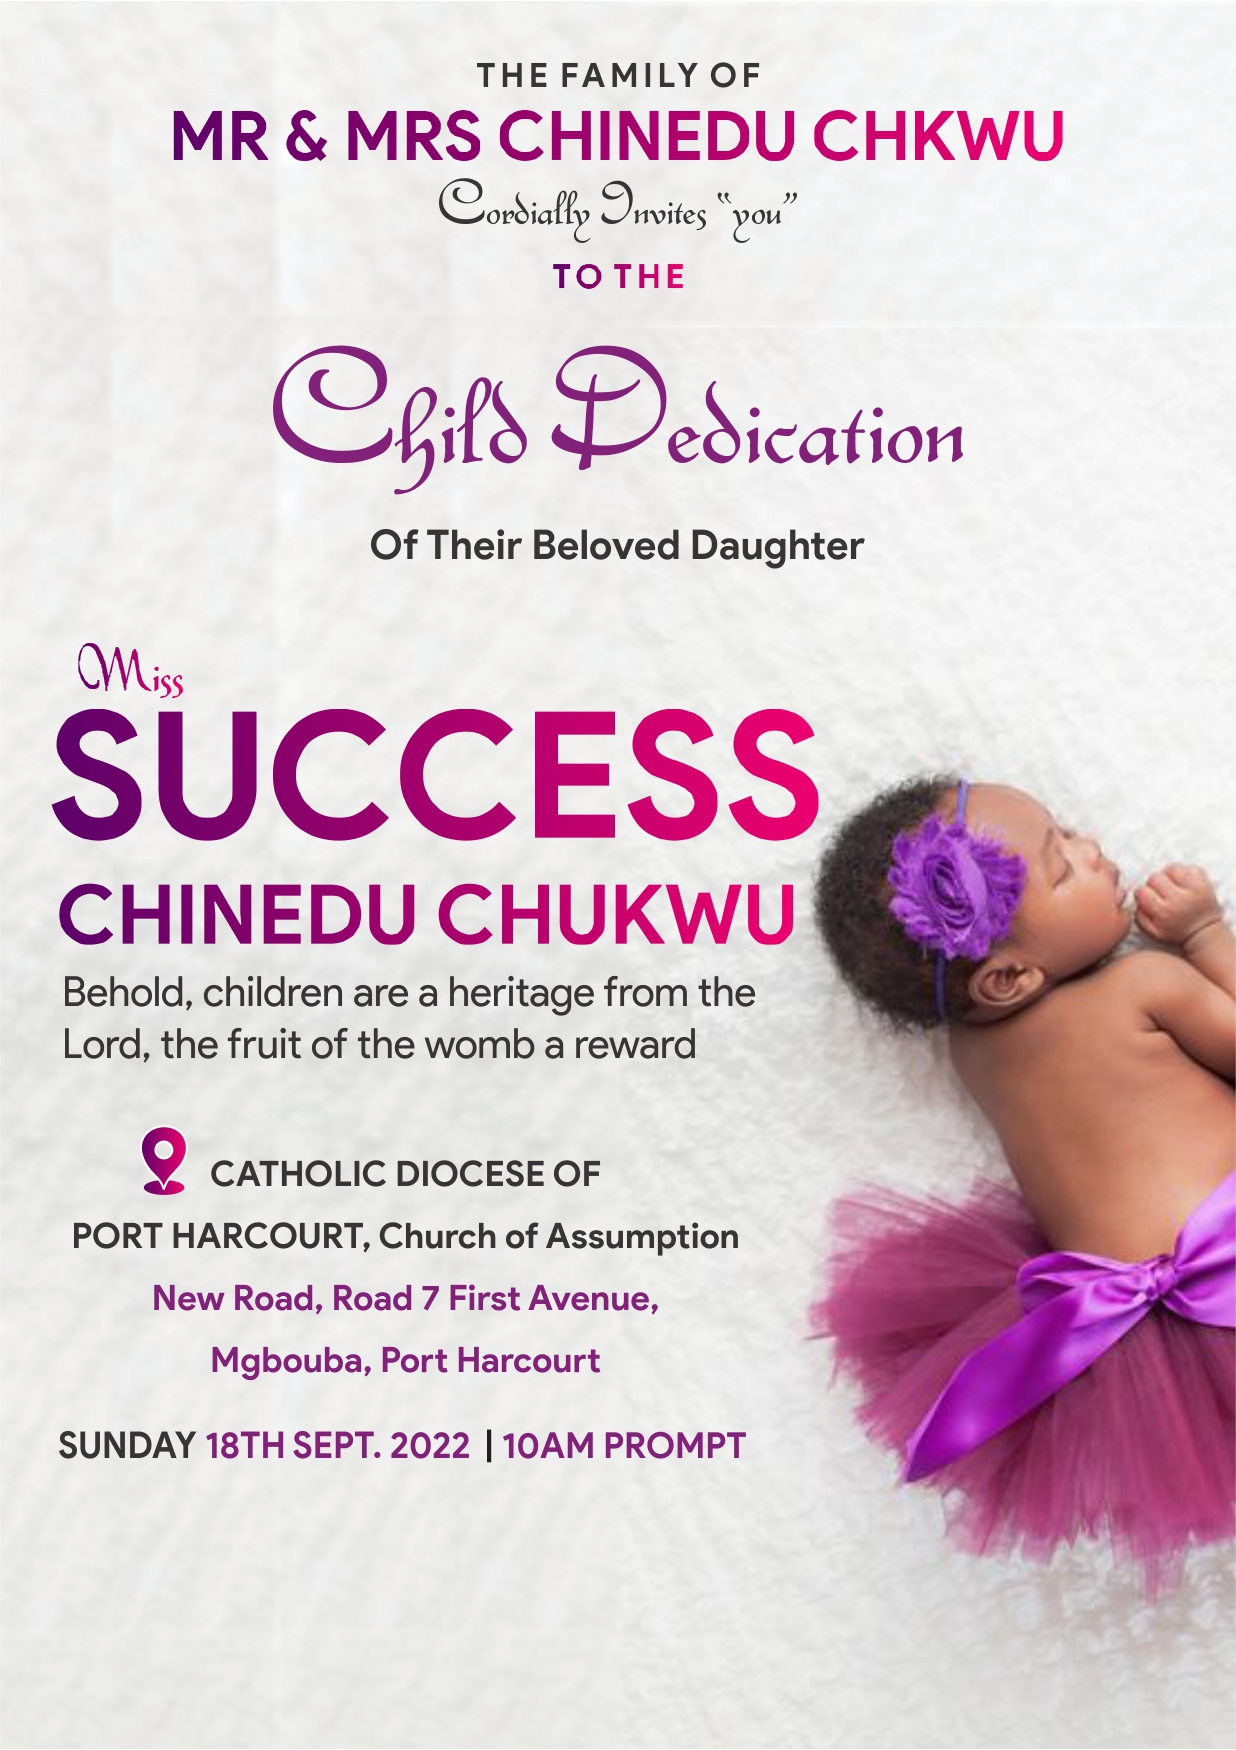 THE FAMILY OF
MR & MRS CHINEDU CHKWU
Cordially Invites “you”
TO THE
Child Dedication
Of Their Beloved Daughter
Miss
SUCCESS
CHINEDU CHUKWU
Behold, children are a heritage from the
Lord, the fruit of the womb a reward
CATHOLIC DIOCESE OF
PORT HARCOURT, Church of Assumption
New Road, Road 7 First Avenue,
Mgbouba, Port Harcourt
SUNDAY 18TH SEPT. 2022 | 10AM PROMPT